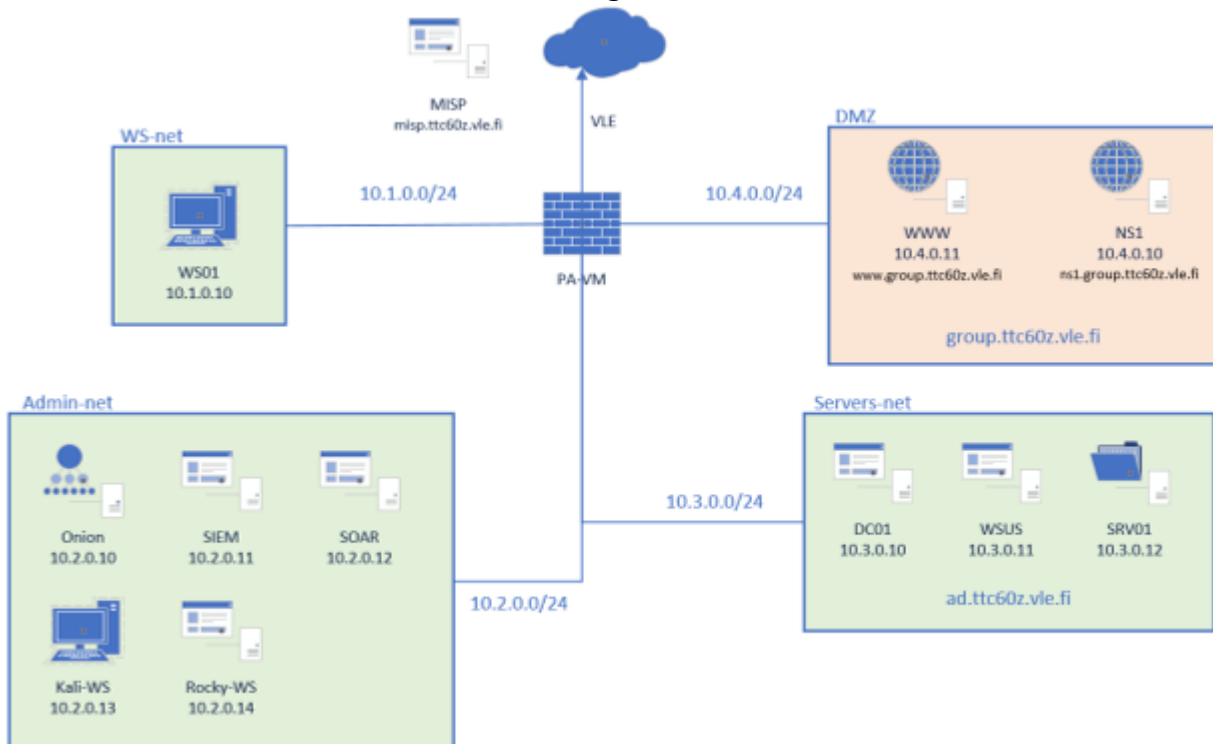 MISP
misp.ttc60z.vle.fi
VLE
WS-net
WS01
10.1.0.10
10.1.0.0/24
PA-VM
10.4.0.0/24
DMZ
WWW
10.4.0.11
www.group.ttc60z.vle.fi
NS1
10.4.0.10
ns1.group.ttc60z.vle.fi
group.ttc60z.vle.fi
Admin-net
Onion
10.2.0.10
SIEM
10.2.0.11
SOAR
10.2.0.12
Kali-WS
10.2.0.13
Rocky-WS
10.2.0.14
10.2.0.0/24
10.3.0.0/24
Servers-net
DC01
10.3.0.10
WSUS
10.3.0.11
SRV01
10.3.0.12
ad.ttc60z.vle.fi